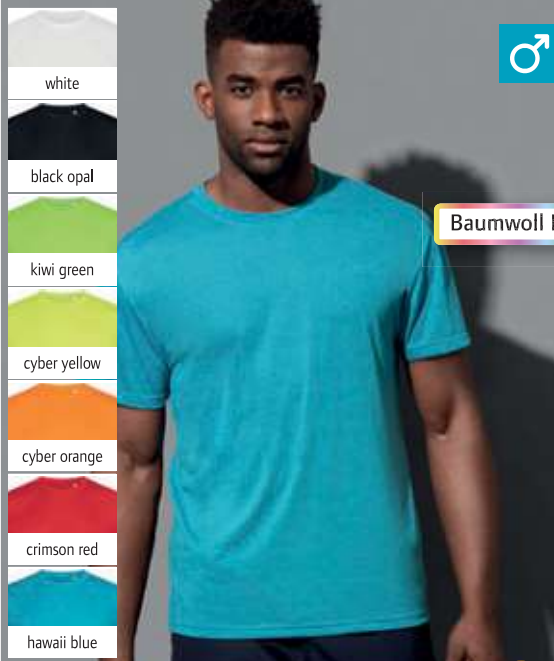 white
black opal
kiwi green
cyber yellow
cyber orange
crimson red
hawaii blue
Baumwoll